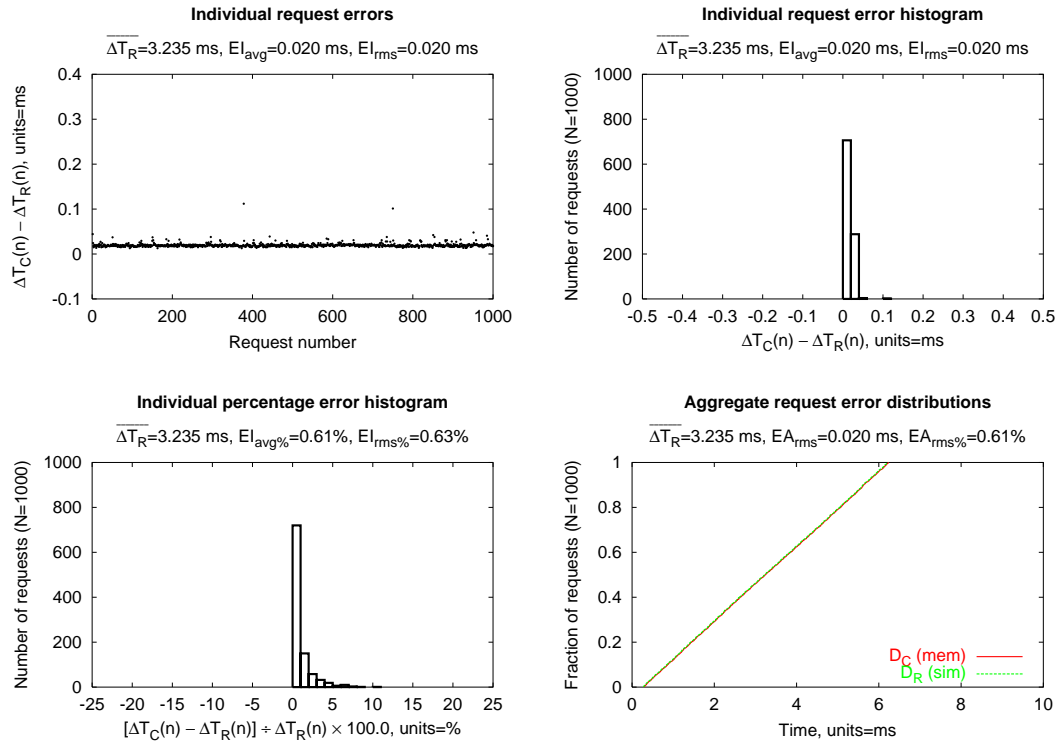 Individual request errors
ΔT_R=3.235 ms, EI_avg=0.020 ms, EI_rms=0.020 ms
0.4
0.3
0.2
0.1
0
-0.1
ΔT_C(n) − ΔT_R(n), units=ms
0 200 400 600 800 1000
Request number
Individual request error histogram
ΔT_R=3.235 ms, EI_avg=0.020 ms, EI_rms=0.020 ms
1000
800
600
400
200
0
Number of requests (N=1000)
-0.5 -0.4 -0.3 -0.2 -0.1 0 0.1 0.2 0.3 0.4 0.5
ΔT_C(n) − ΔT_R(n), units=ms
Individual percentage error histogram
ΔT_R=3.235 ms, EI_avg%=0.61%, EI_rms%=0.63%
1000
800
600
400
200
0
Number of requests (N=1000)
-25 -20 -15 -10 -5 0 5 10 15 20 25
[ΔT_C(n) − ΔT_R(n)] ÷ ΔT_R(n) × 100.0, units=%
Aggregate request error distributions
ΔT_R=3.235 ms, EA_rms=0.020 ms, EA_rms%=0.61%
1
0.8
0.6
0.4
0.2
0
Fraction of requests (N=1000)
D_C (mem)
D_R (sim)
0 2 4 6 8 10
Time, units=ms